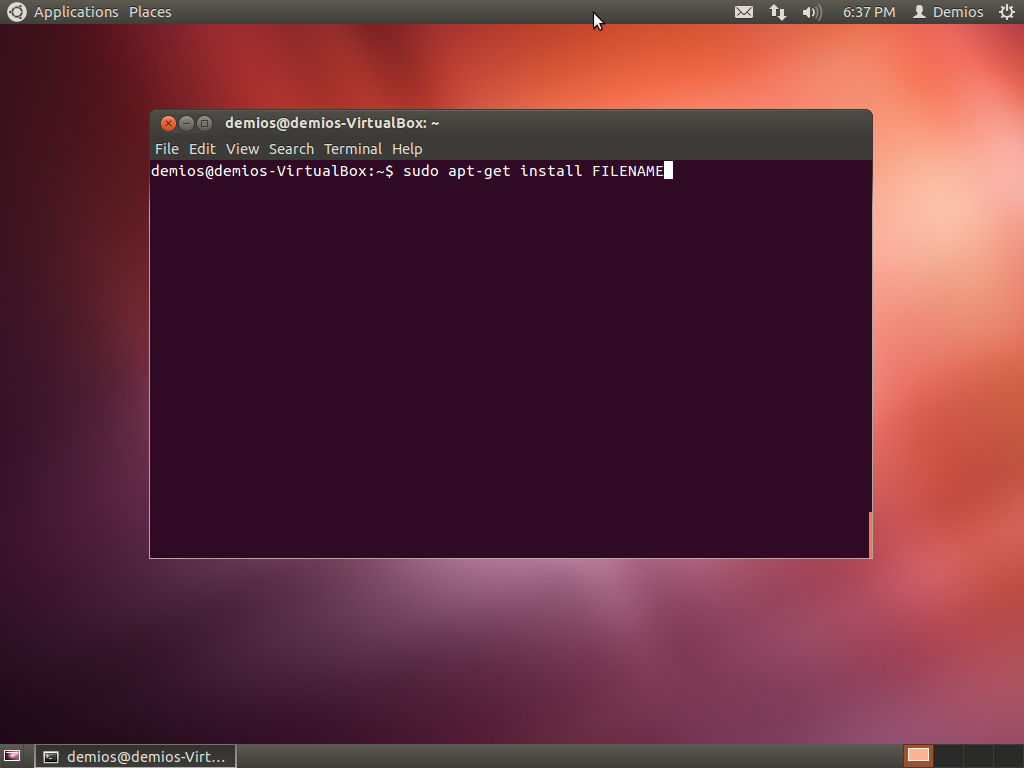 Applications Places 6:37 PM Demios
demios@demios-VirtualBox: ~
File Edit View Search Terminal Help
demios@demios-VirtualBox:~$ sudo apt-get install FILENAME
demios@demios-Virt...